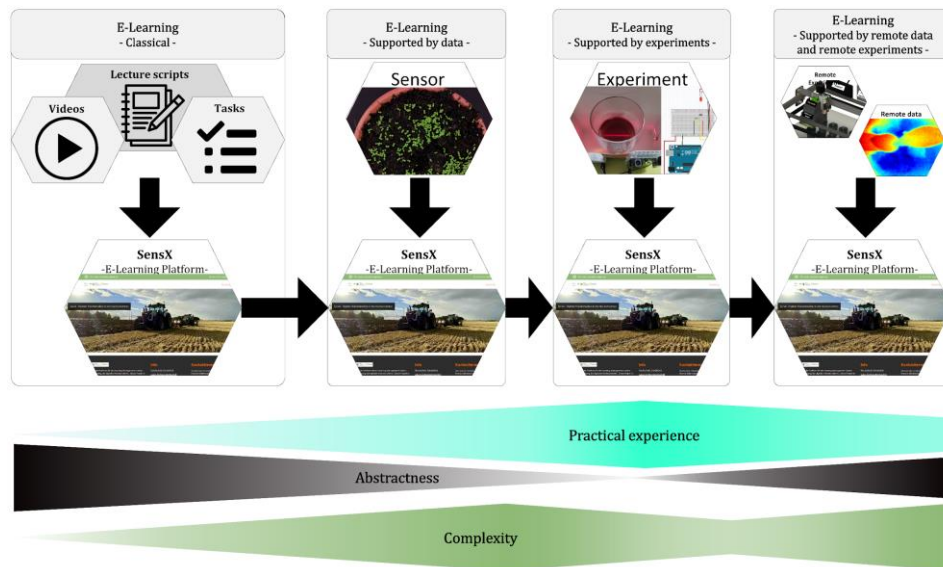 E-Learning
- Classical -
Lecture scripts
Videos
Tasks
SensX
-E-Learning Platform-
E-Learning
- Supported by data -
Sensor
SensX
-E-Learning Platform-
E-Learning
- Supported by experiments -
Experiment
SensX
-E-Learning Platform-
E-Learning
- Supported by remote data
and remote experiments -
Remote
Remote data
SensX
-E-Learning Platform-
Practical experience
Abstractness
Complexity